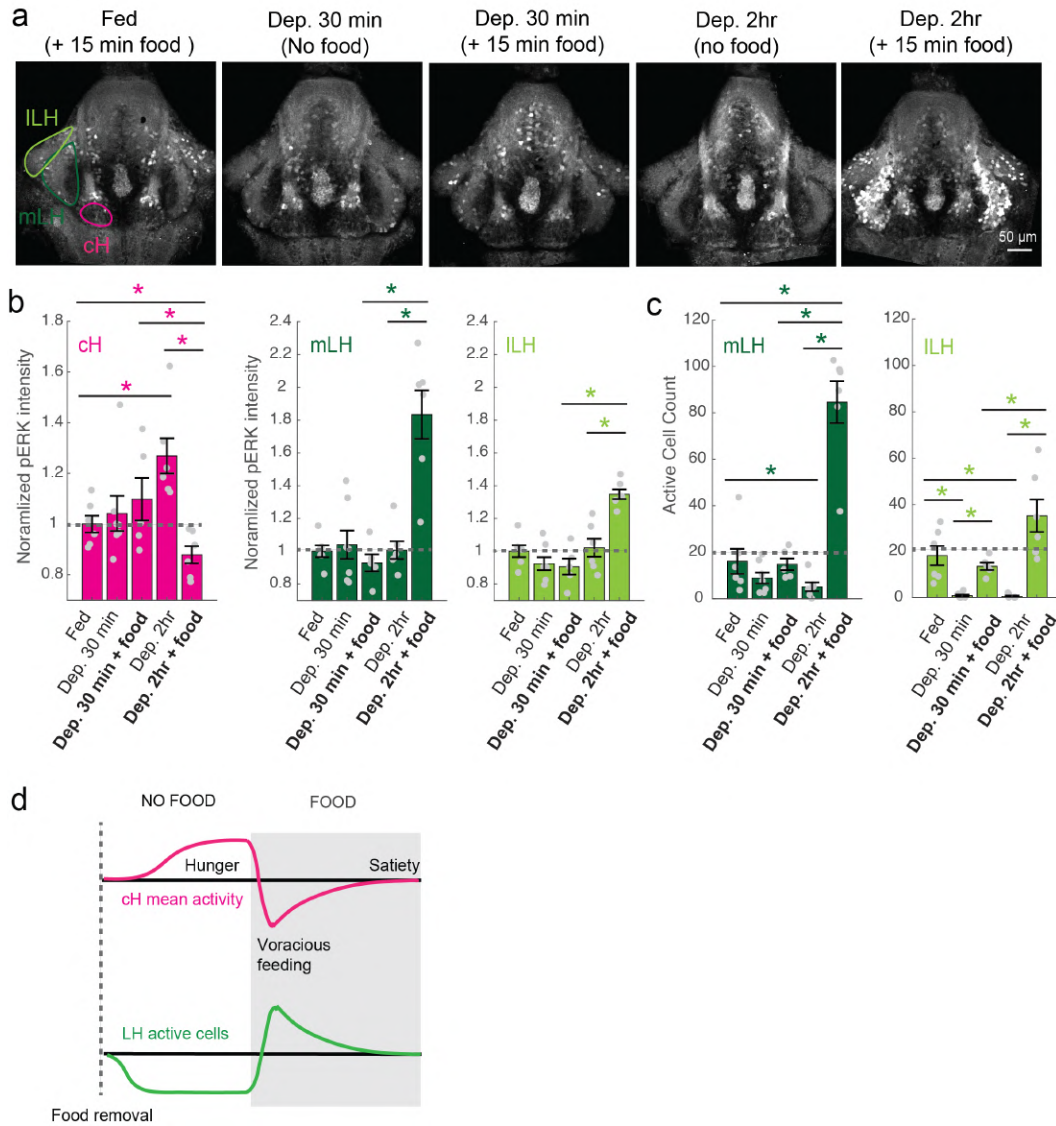 a
Fed
(+ 15 min food )
Dep. 30 min
(No food)
Dep. 30 min
(+ 15 min food)
Dep. 2hr
(no food)
Dep. 2hr
(+ 15 min food)
lLH
mLH
cH
50 µm
b
Noramlized pERK intensity
1.8
1.6
1.4
1.2
1
0.8
cH
*
*
*
*
Fed
Dep. 30 min
Dep. 30 min + food
Dep. 2hr
Dep. 2hr + food
Noramlized pERK intensity
2.4
2.2
2
1.8
1.6
1.4
1.2
1
0.8
mLH
*
*
Fed
Dep. 30 min
Dep. 30 min + food
Dep. 2hr
Dep. 2hr + food
2.4
2.2
2
1.8
1.6
1.4
1.2
1
0.8
lLH
*
*
Fed
Dep. 30 min
Dep. 30 min + food
Dep. 2hr
Dep. 2hr + food
c
Active Cell Count
120
100
80
60
40
20
0
mLH
*
*
*
*
Fed
Dep. 30 min
Dep. 30 min + food
Dep. 2hr
Dep. 2hr + food
120
100
80
60
40
20
0
lLH
*
*
*
*
*
Fed
Dep. 30 min
Dep. 30 min + food
Dep. 2hr
Dep. 2hr + food
d
NO FOOD
FOOD
Hunger
Satiety
cH mean activity
Voracious
feeding
LH active cells
Food removal